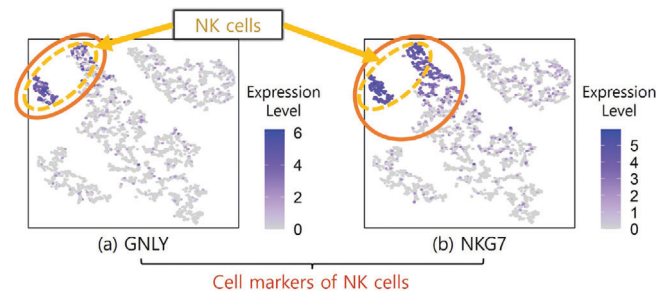 NK cells
Expression
Level
6
4
2
0
(a) GNLY
Expression
Level
5
4
3
2
1
0
(b) NKG7
Cell markers of NK cells